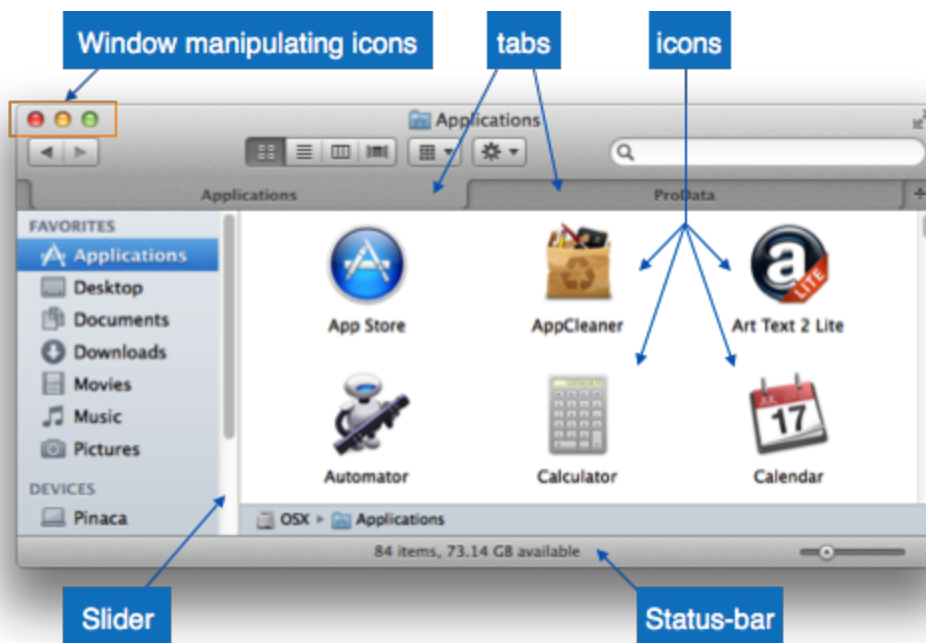 Window manipulating icons
tabs
icons
Applications
Applications
ProData
FAVORITES
Applications
Desktop
Documents
Downloads
Movies
Music
Pictures
DEVICES
Pinaca
App Store
AppCleaner
a
LITE
Art Text 2 Lite
Automator
Calculator
JUL
17
Calendar
OSX ▸ Applications
84 items, 73.14 GB available
Slider
Status-bar